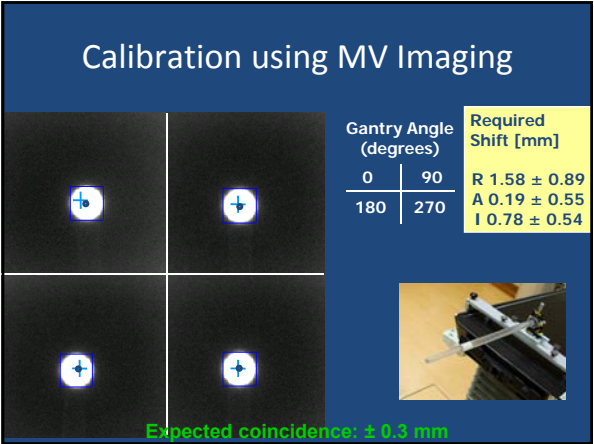 Calibration using MV Imaging
Gantry Angle
(degrees)
0 90
180 270
Required
Shift [mm]
R 1.58 ± 0.89
A 0.19 ± 0.55
I 0.78 ± 0.54
Expected coincidence: ± 0.3 mm